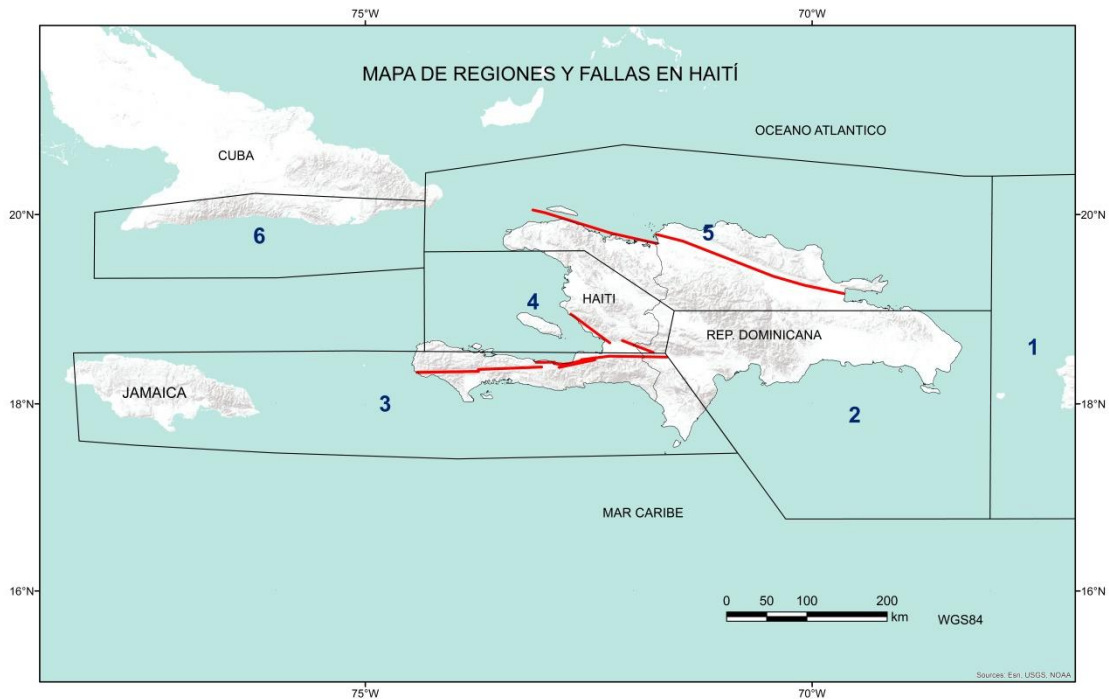 75°W
70°W
MAPA DE REGIONES Y FALLAS EN HAITÍ
OCEANO ATLANTICO
CUBA
20°N
20°N
6
5
4
HAITI
REP. DOMINICANA
1
JAMAICA
3
2
18°N
18°N
MAR CARIBE
16°N
16°N
0 50 100 200
km
WGS84
Sources: Esri, USGS, NOAA
75°W
70°W